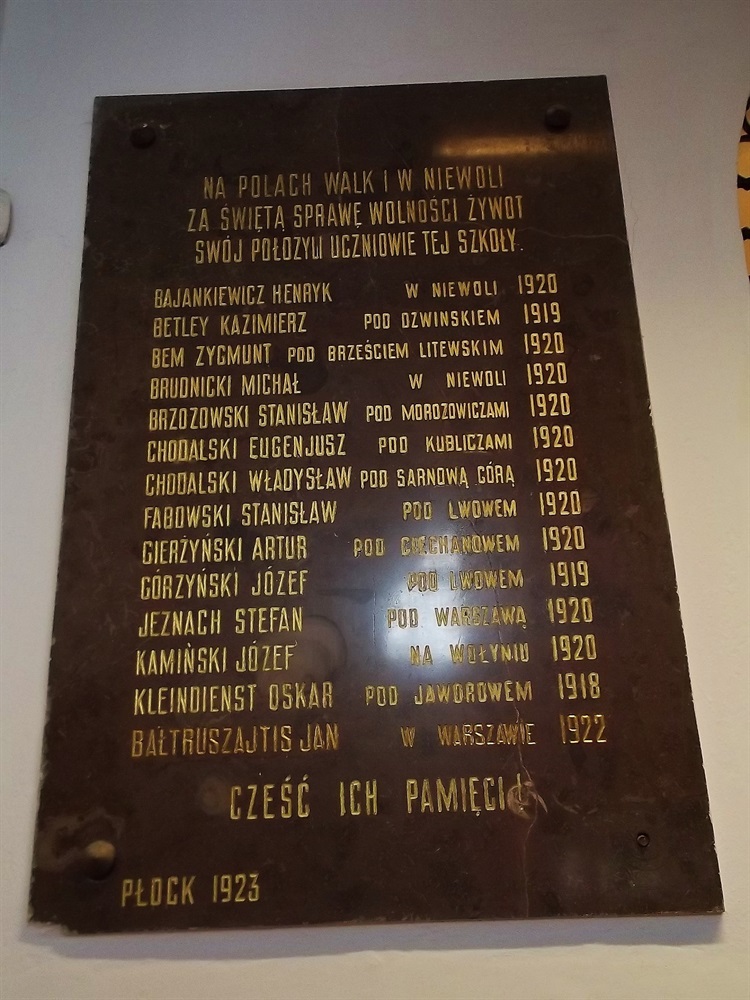 NA POLACH WALK I W NIEWOLI
ZA ŚWIĘTĄ SPRAWĘ WOLNOŚCI ŻYWOT
SWÓJ POŁOŻYLI UCZNIOWIE TEJ SZKOŁY.
BAJANKIEWICZ HENRYK W NIEWOLI 1920
BETLEY KAZIMIERZ POD DZWINSKIEM 1919
BEM ZYGMUNT POD BRZEŚCIEM LITEWSKIM 1920
BRUDNICKI MICHAŁ W NIEWOLI 1920
BRZOZOWSKI STANISŁAW POD MOROZOWICZAMI 1920
CHODALSKI EUGENJUSZ POD KUBLICZAMI 1920
CHODALSKI WŁADYSŁAW POD SARNOWĄ GÓRĄ 1920
FABOWSKI STANISŁAW POD LWOWEM 1920
GIERŻYŃSKI ARTUR POD CIECHANOWEM 1920
GÓRZYŃSKI JÓZEF POD LWOWEM 1919
JEZNACH STEFAN POD WARSZAWĄ 1920
KAMIŃSKI JÓZEF NA WOŁYNIU 1920
KLEINDIENST OSKAR POD JAWOROWEM 1918
BAŁTRUSZAJTIS JAN W WARSZAWIE 1922
CZEŚĆ ICH PAMIĘCI!
PŁOCK 1923